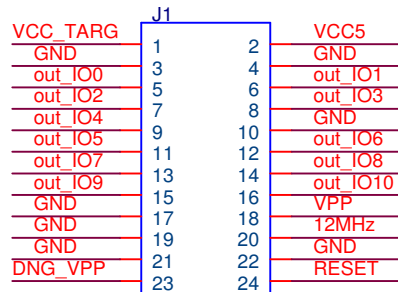 J1
VCC_TARG 1 2 VCC5
GND 3 4 GND
out_IO0 5 6 out_IO1
out_IO2 7 8 out_IO3
out_IO4 9 10 GND
out_IO5 11 12 out_IO6
out_IO7 13 14 out_IO8
out_IO9 15 16 out_IO10
GND 17 18 VPP
GND 19 20 12MHz
GND 21 22 GND
DNG_VPP 23 24 RESET